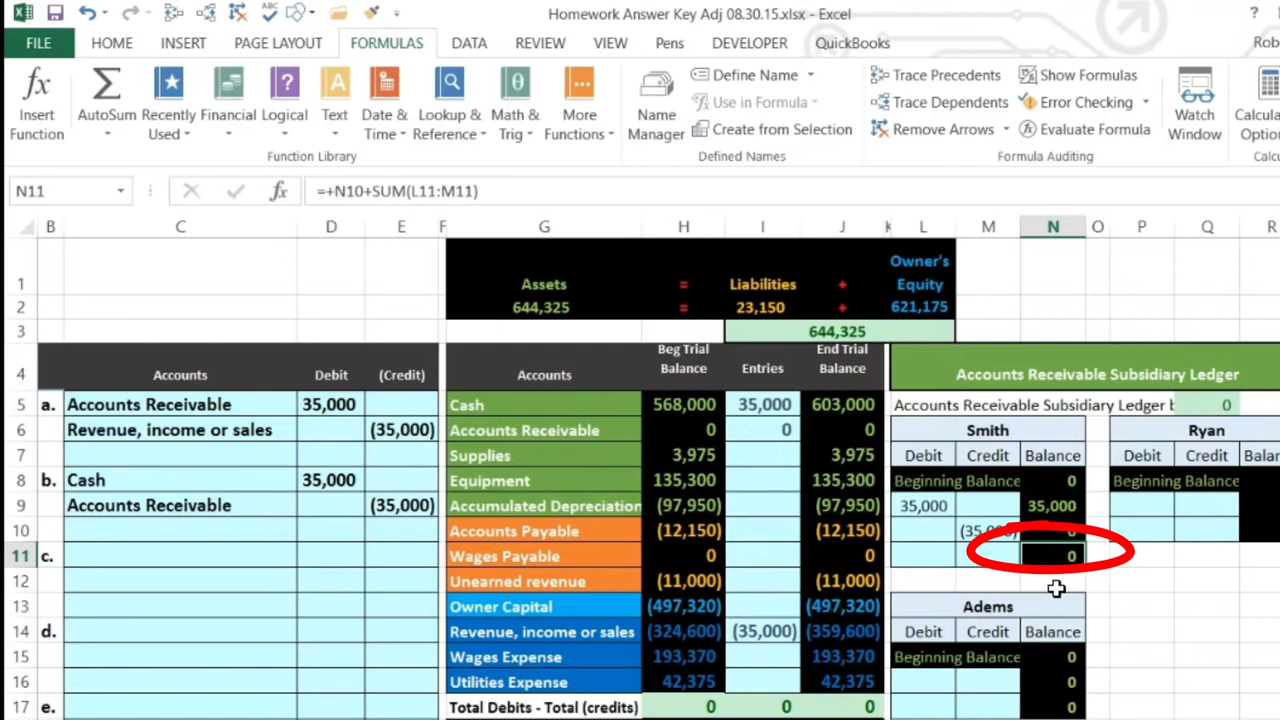 Homework Answer Key Adj 08.30.15.xlsx - Excel
? Rob
FILE HOME INSERT PAGE LAYOUT FORMULAS DATA REVIEW VIEW Pens DEVELOPER QuickBooks
Insert Function
AutoSum
Recently Used
Financial
Logical
Text
Date & Time
Lookup & Reference
Math & Trig
More Functions
Function Library
Name Manager
Define Name
Use in Formula
Create from Selection
Defined Names
Trace Precedents
Trace Dependents
Remove Arrows
Show Formulas
Error Checking
Evaluate Formula
Formula Auditing
Watch Window
Calcula
Optio
Calc
N11 fx =+N10+SUM(L11:M11)
B C D E F G H I J K L M N O P Q R
1 Assets = Liabilities + Owner's Equity
2 644,325 = 23,150 + 621,175
3 644,325
4 Accounts Debit (Credit) Accounts Beg Trial Balance Entries End Trial Balance Accounts Receivable Subsidiary Ledger
5 a. Accounts Receivable 35,000 Cash 568,000 35,000 603,000 Accounts Receivable Subsidiary Ledger b 0
6 Revenue, income or sales (35,000) Accounts Receivable 0 0 0 Smith Ryan
7 Supplies 3,975 3,975 Debit Credit Balance Debit Credit Balar
8 b. Cash 35,000 Equipment 135,300 135,300 Beginning Balance 0 Beginning Balance
9 Accounts Receivable (35,000) Accumulated Depreciation (97,950) (97,950) 35,000 35,000
10 Accounts Payable (12,150) (12,150) (35,000) 0
11 c. Wages Payable 0 0 0
12 Unearned revenue (11,000) (11,000)
13 Owner Capital (497,320) (497,320) Adems
14 d. Revenue, income or sales (324,600) (35,000) (359,600) Debit Credit Balance
15 Wages Expense 193,370 193,370 Beginning Balance 0
16 Utilities Expense 42,375 42,375 0
17 e. Total Debits - Total (credits) 0 0 0 0